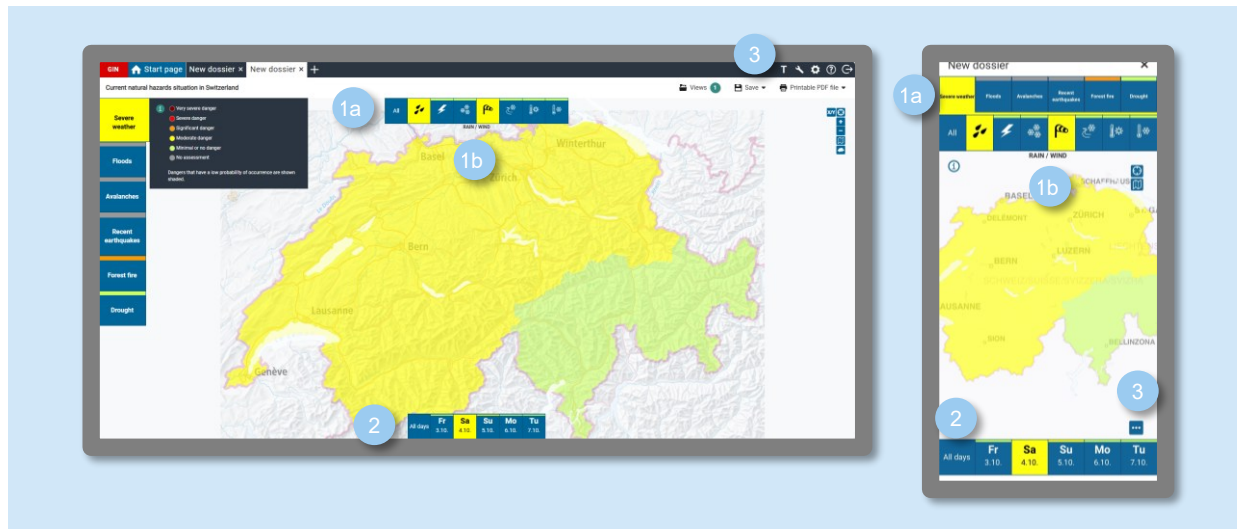 3
GIN Start page New dossier × New dossier × +
T
Current natural hazards situation in Switzerland
Views 1 Save Printable PDF file
1a
All
RAIN / WIND
X/Y
+
−
Severe
weather
Floods
Avalanches
Recent
earthquakes
Forest fire
Drought
Very severe danger
Severe danger
Significant danger
Moderate danger
Minimal or no danger
No assessment
Dangers that have a low probability of occurrence are shown
shaded.
1b
Basel
Winterthur
Zürich
Bern
Lausanne
Genève
2
All days
Fr
3.10.
Sa
4.10.
Su
5.10.
Mo
6.10.
Tu
7.10.
New dossier ×
1a
Severe weather
Floods
Avalanches
Recent
earthquakes
Forest fire
Drought
All
RAIN / WIND
1b
BASEL
SCHAFFHAUS
DELÉMONT
ZÜRICH
LUZERN
BERN
LAUSANNE
SION
BELLINZONA
3
2
All days
Fr
3.10.
Sa
4.10.
Su
5.10.
Mo
6.10.
Tu
7.10.